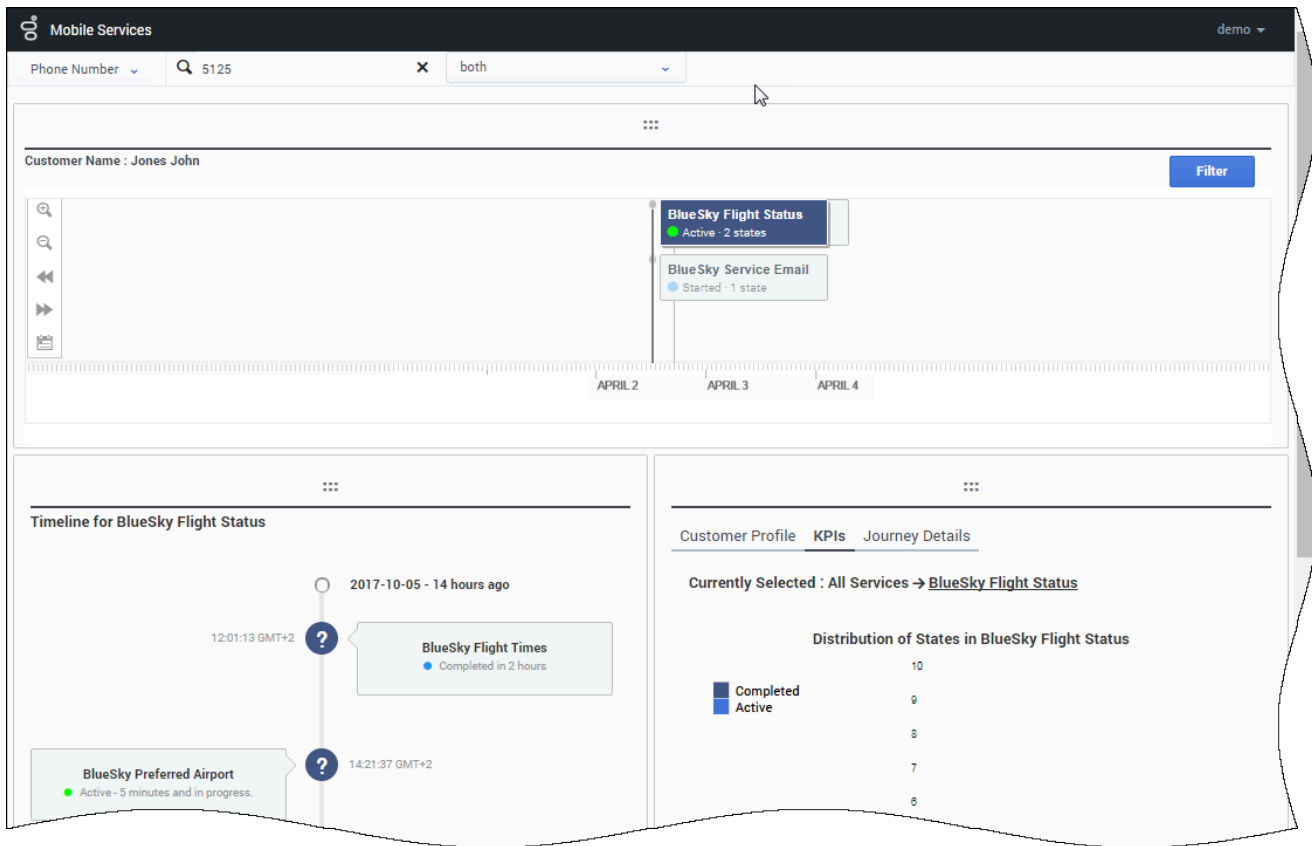 Mobile Services
demo
Phone Number
5125
both
Customer Name : Jones John
Filter
BlueSky Flight Status
Active · 2 states
BlueSky Service Email
Started · 1 state
APRIL 2
APRIL 3
APRIL 4
Timeline for BlueSky Flight Status
2017-10-05 - 14 hours ago
12:01:13 GMT+2
?
BlueSky Flight Times
Completed in 2 hours
BlueSky Preferred Airport
Active - 5 minutes and in progress.
?
14:21:37 GMT+2
Customer Profile KPIs Journey Details
Currently Selected : All Services → BlueSky Flight Status
Distribution of States in BlueSky Flight Status
Completed
Active
10
9
8
7
6